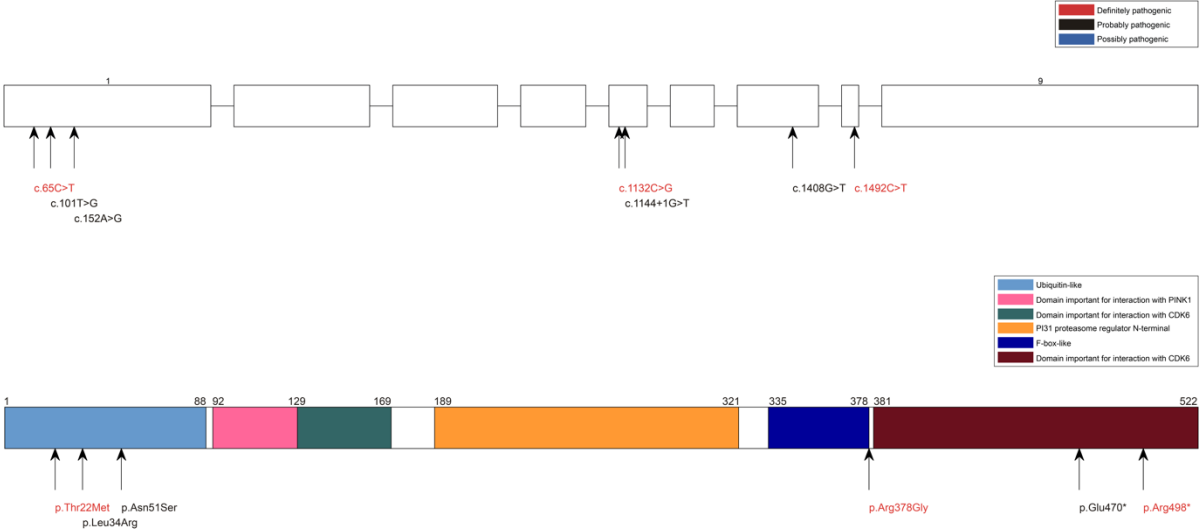 Definitely pathogenic
Probably pathogenic
Possibly pathogenic
1
9
c.65C>T
c.101T>G
c.152A>G
c.1132C>G
c.1144+1G>T
c.1408G>T
c.1492C>T
Ubiquitin-like
Domain important for interaction with PINK1
Domain important for interaction with CDK6
PI31 proteasome regulator N-terminal
F-box-like
Domain important for interaction with CDK6
1 88 92 129 169 189 321 335 378 381 522
p.Thr22Met
p.Leu34Arg
p.Asn51Ser
p.Arg378Gly
p.Glu470*
p.Arg498*